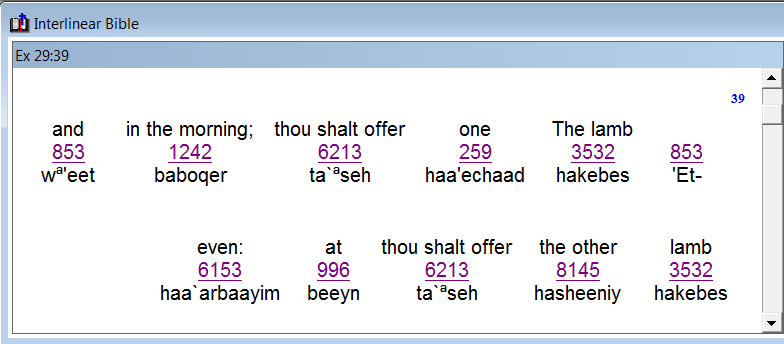 Interlinear Bible
Ex 29:39
39
and in the morning; thou shalt offer one The lamb
853 1242 6213 259 3532 853
wª'eet baboqer ta`ªseh haa'echaad hakebes 'Et-
even: at thou shalt offer the other lamb
6153 996 6213 8145 3532
haa`arbaayim beeyn ta`ªseh hasheeniy hakebes